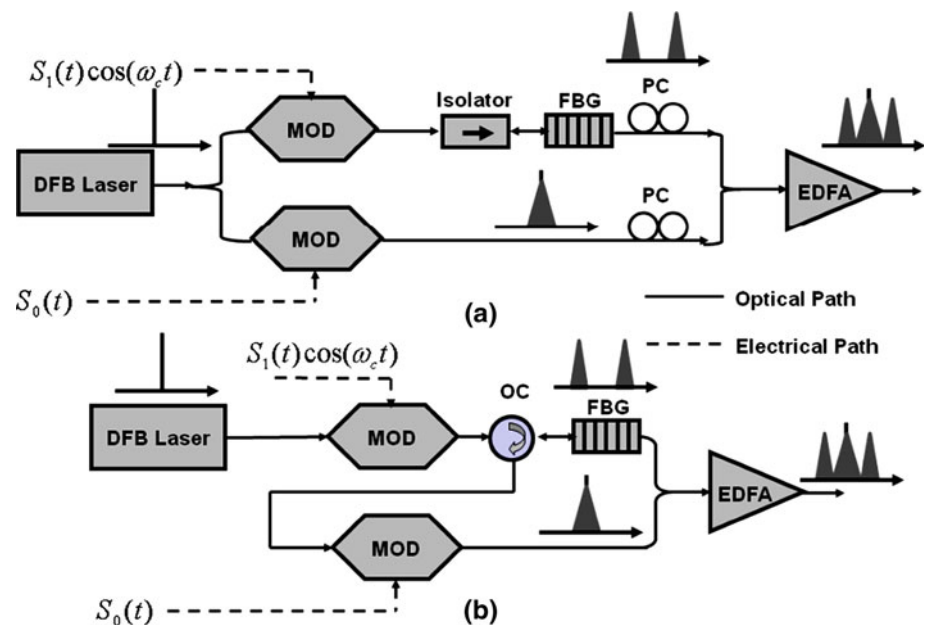 S₁(t)cos(ω_c t)
DFB Laser
MOD
Isolator
FBG
PC
EDFA
MOD
PC
S₀(t)
(a)
Optical Path
Electrical Path
S₁(t)cos(ω_c t)
DFB Laser
MOD
OC
FBG
EDFA
MOD
S₀(t)
(b)